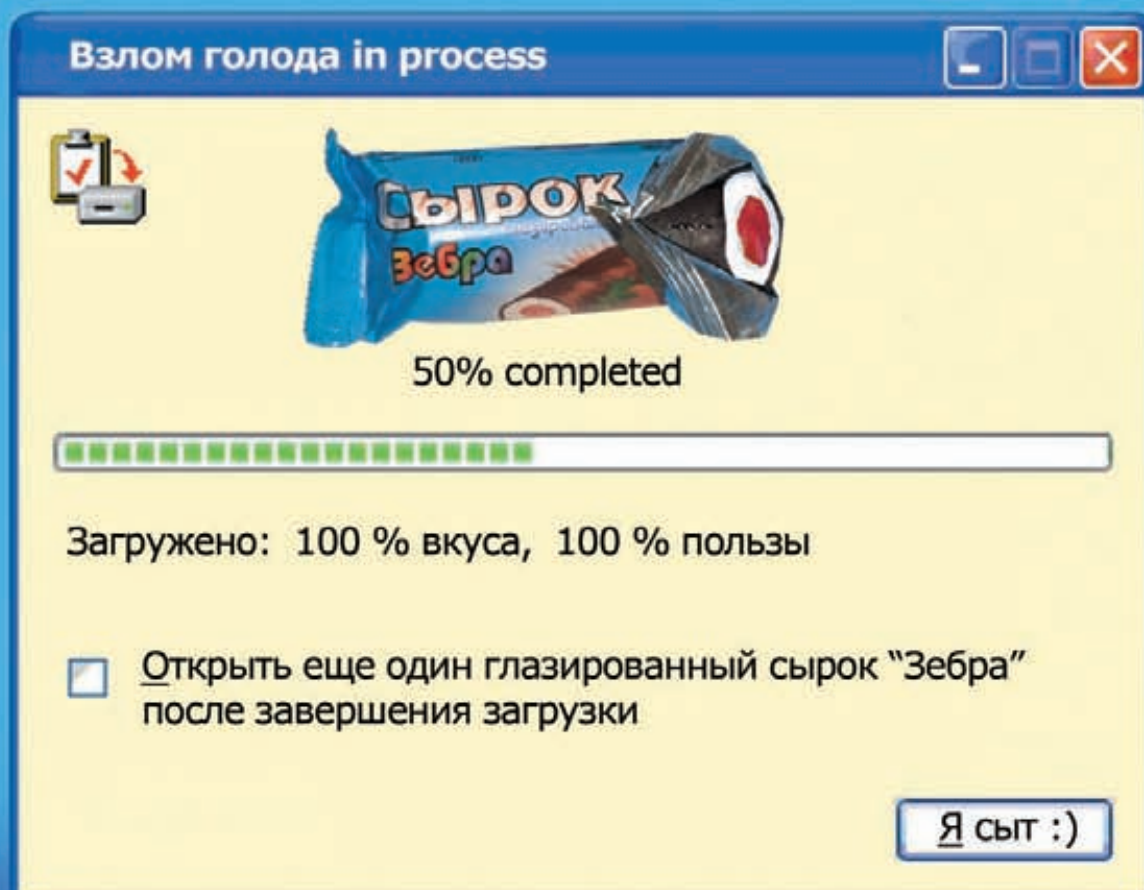 Взлом голода in process
Сырок
Зебра
50% completed
Загружено: 100 % вкуса, 100 % пользы
Открыть еще один глазированный сырок “Зебра”
после завершения загрузки
Я сыт :)